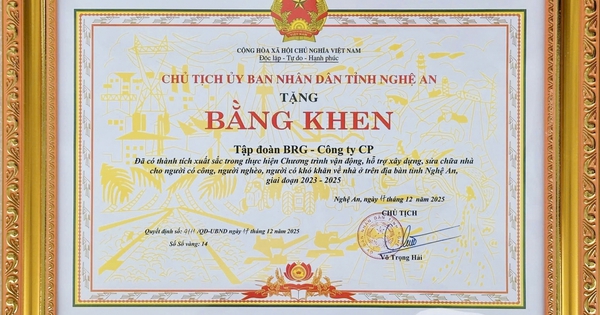 CỘNG HÒA XÃ HỘI CHỦ NGHĨA VIỆT NAM
Độc lập - Tự do - Hạnh phúc
CHỦ TỊCH ỦY BAN NHÂN DÂN TỈNH NGHỆ AN
TẶNG
BẰNG KHEN
Tập đoàn BRG - Công ty CP
Đã có thành tích xuất sắc trong thực hiện Chương trình vận động, hỗ trợ xây dựng, sửa chữa nhà
cho người có công, người nghèo, người có khó khăn về nhà ở trên địa bàn tỉnh Nghệ An,
giai đoạn 2023 - 2025
Nghệ An, ngày tháng 12 năm 2025
CHỦ TỊCH
Quyết định số: /QĐ-UBND ngày tháng 12 năm 2025
Số Sổ vàng: 14
Võ Trọng Hải